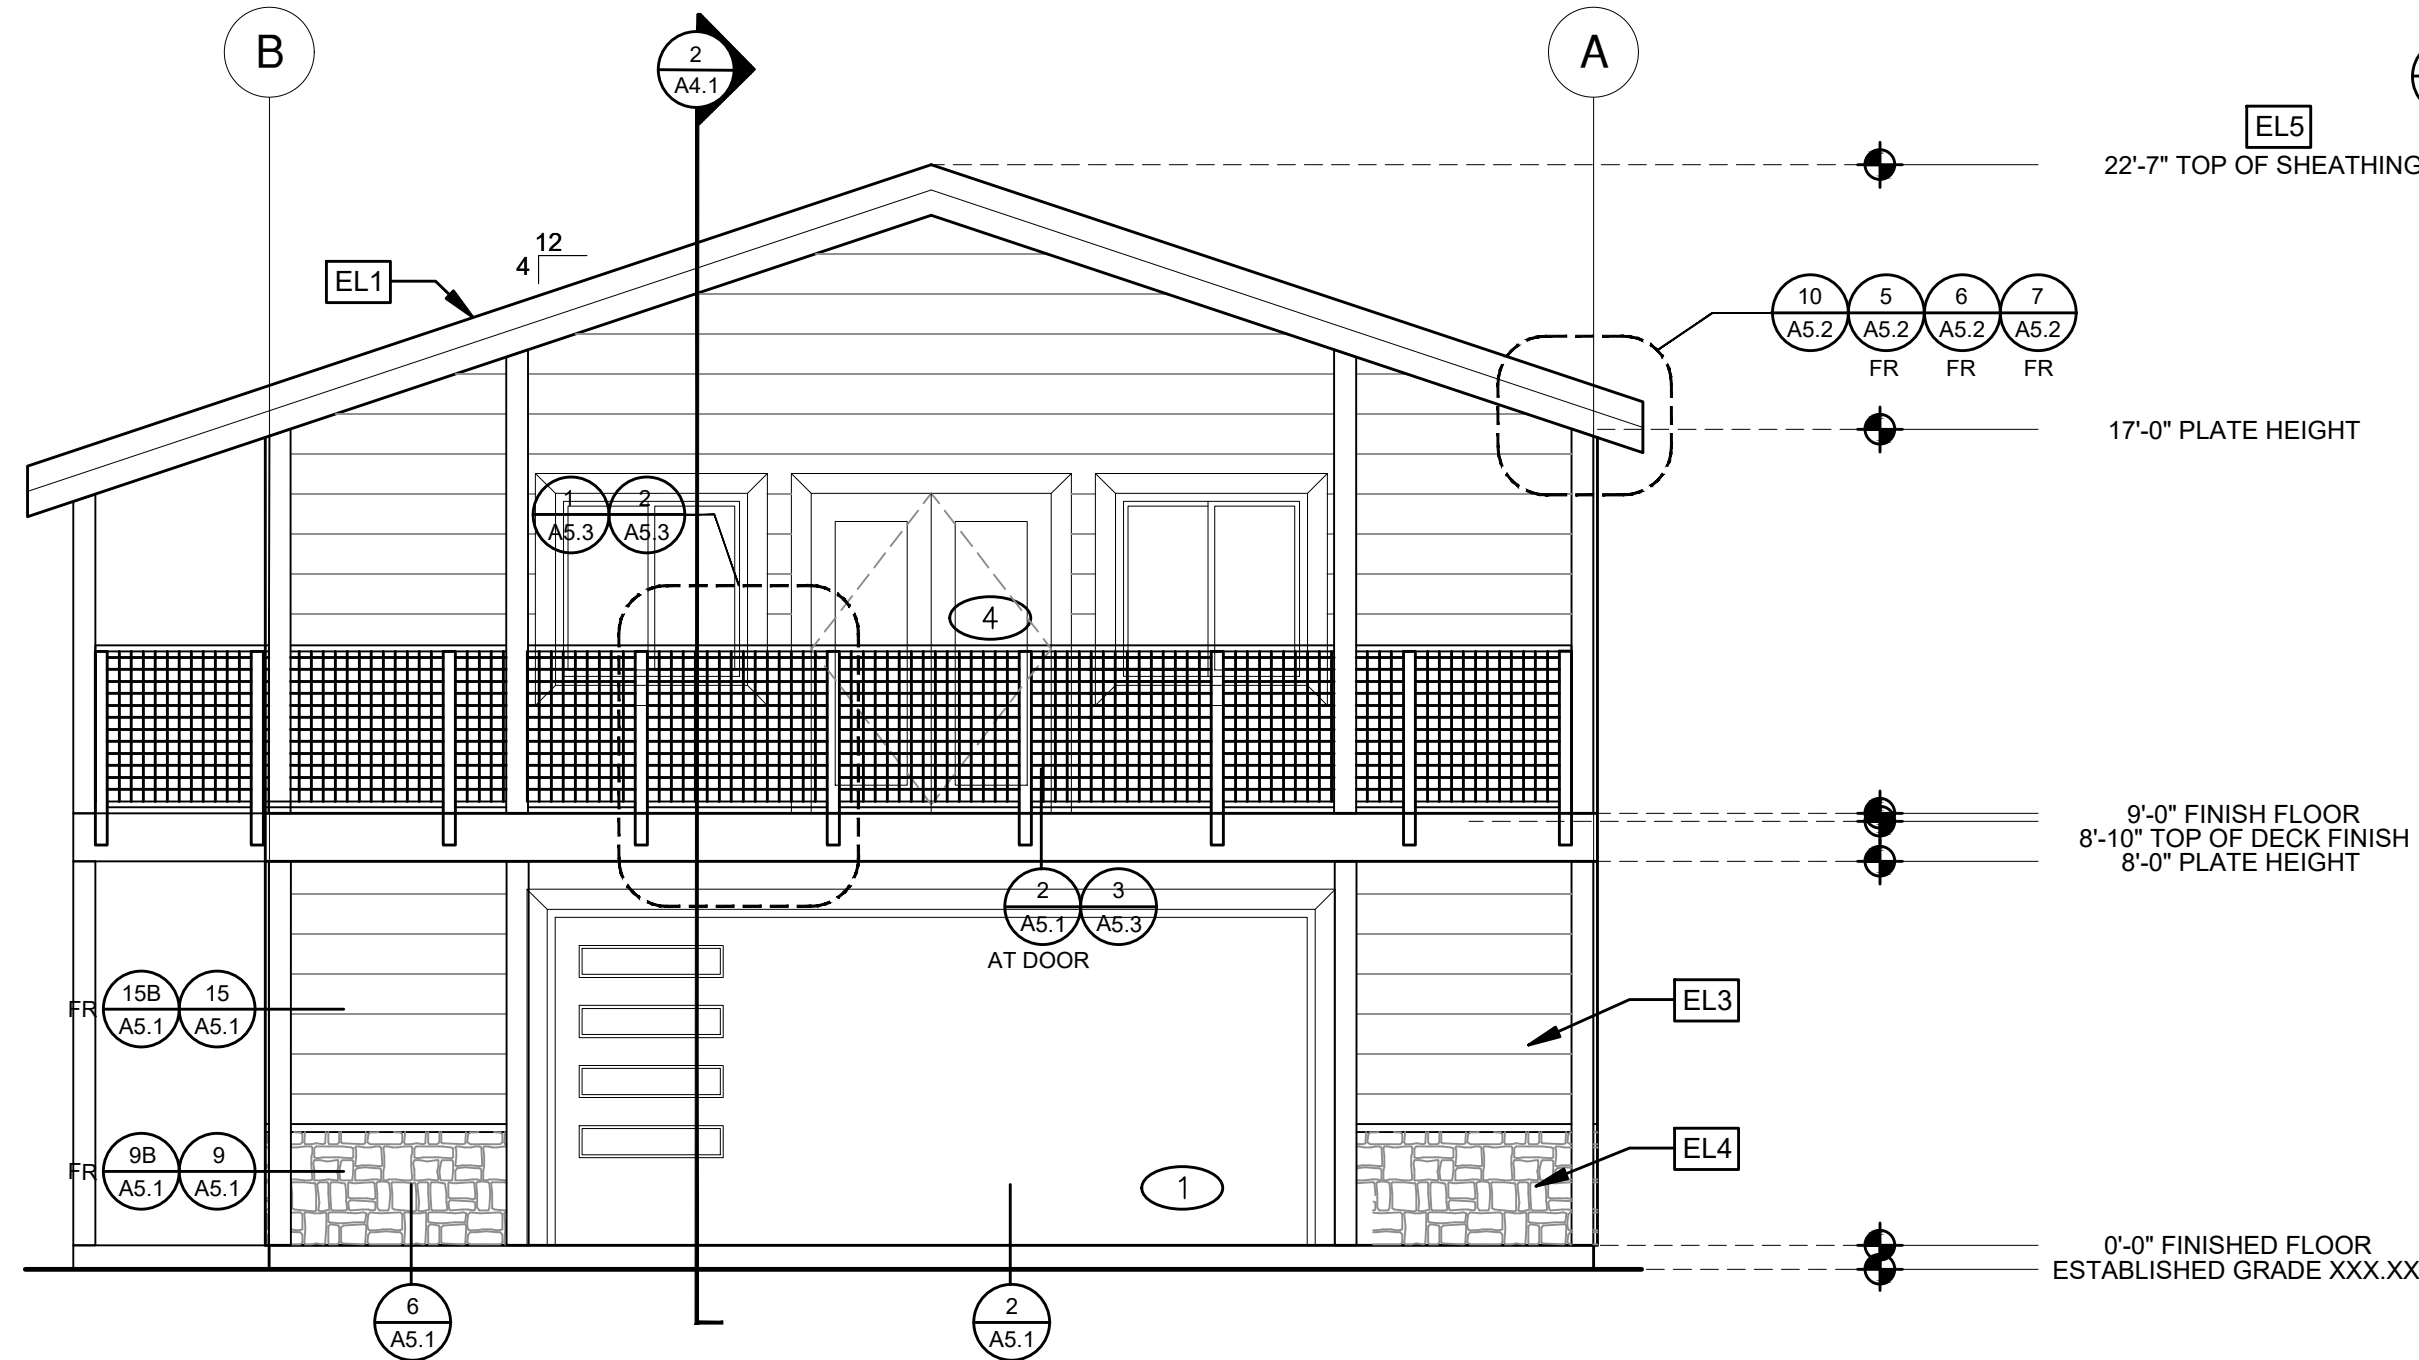 B
2
A4.1
A
EL5
22'-7" TOP OF SHEATHING
12
4
EL1
10
A5.2
5
A5.2
6
A5.2
7
A5.2
FR
FR
FR
17'-0" PLATE HEIGHT
1
A5.3
2
A5.3
4
9'-0" FINISH FLOOR
8'-10" TOP OF DECK FINISH
8'-0" PLATE HEIGHT
2
A5.1
3
A5.3
AT DOOR
FR
15B
A5.1
15
A5.1
EL3
FR
9B
A5.1
9
A5.1
EL4
1
0'-0" FINISHED FLOOR
ESTABLISHED GRADE XXX.XX
6
A5.1
2
A5.1